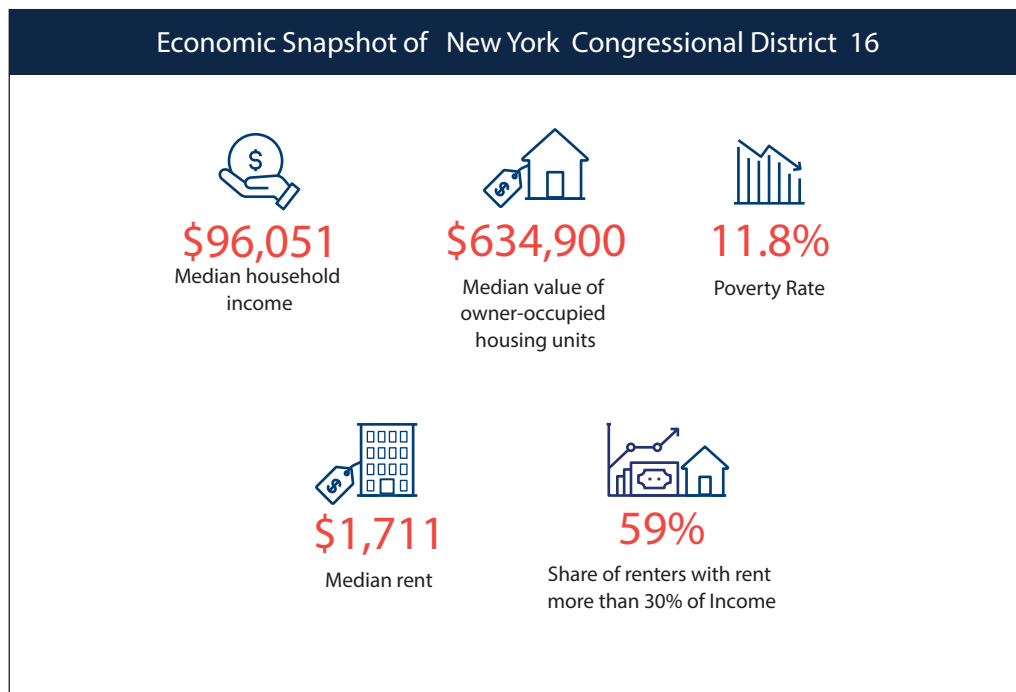 Economic Snapshot of New York Congressional District 16
$
$
$96,051
Median household
income
$634,900
Median value of
owner-occupied
housing units
11.8%
Poverty Rate
$
$1,711
Median rent
59%
Share of renters with rent
more than 30% of Income